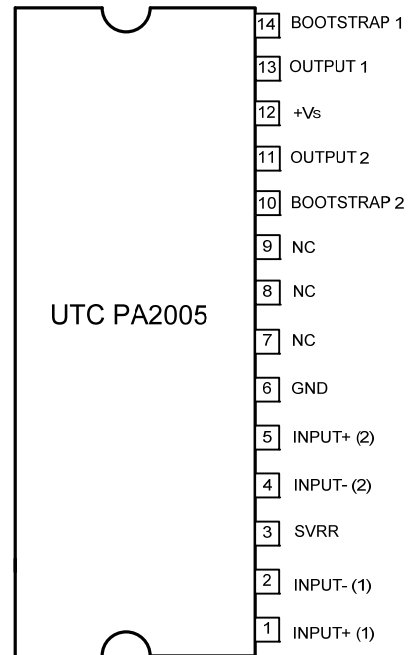 14 BOOTSTRAP 1
13 OUTPUT 1
12 +Vs
11 OUTPUT 2
10 BOOTSTRAP 2
9 NC
8 NC
UTC PA2005
7 NC
6 GND
5 INPUT+ (2)
4 INPUT- (2)
3 SVRR
2 INPUT- (1)
1 INPUT+ (1)